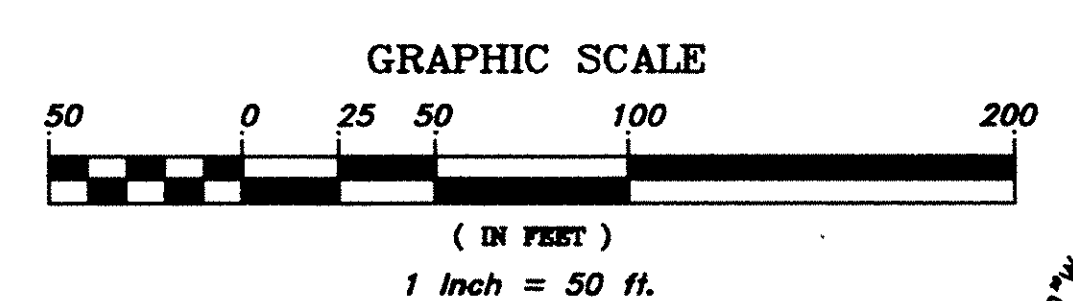 GRAPHIC SCALE
50 0 25 50 100 200
( IN FEET )
1 Inch = 50 ft.